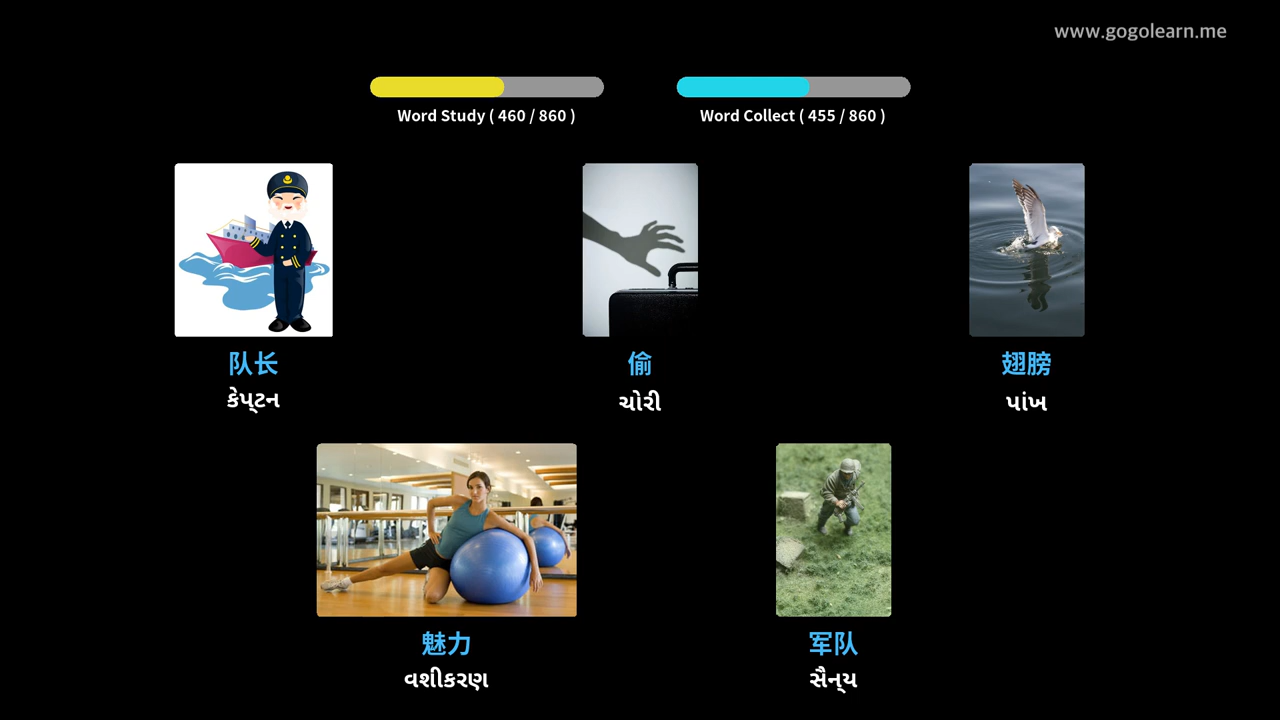 www.gogolearn.me
Word Study ( 460 / 860 )
Word Collect ( 455 / 860 )
队长
કેપ્ટન
偷
ચોરી
翅膀
પાંખ
魅力
વશીકરણ
军队
સૈન્ય